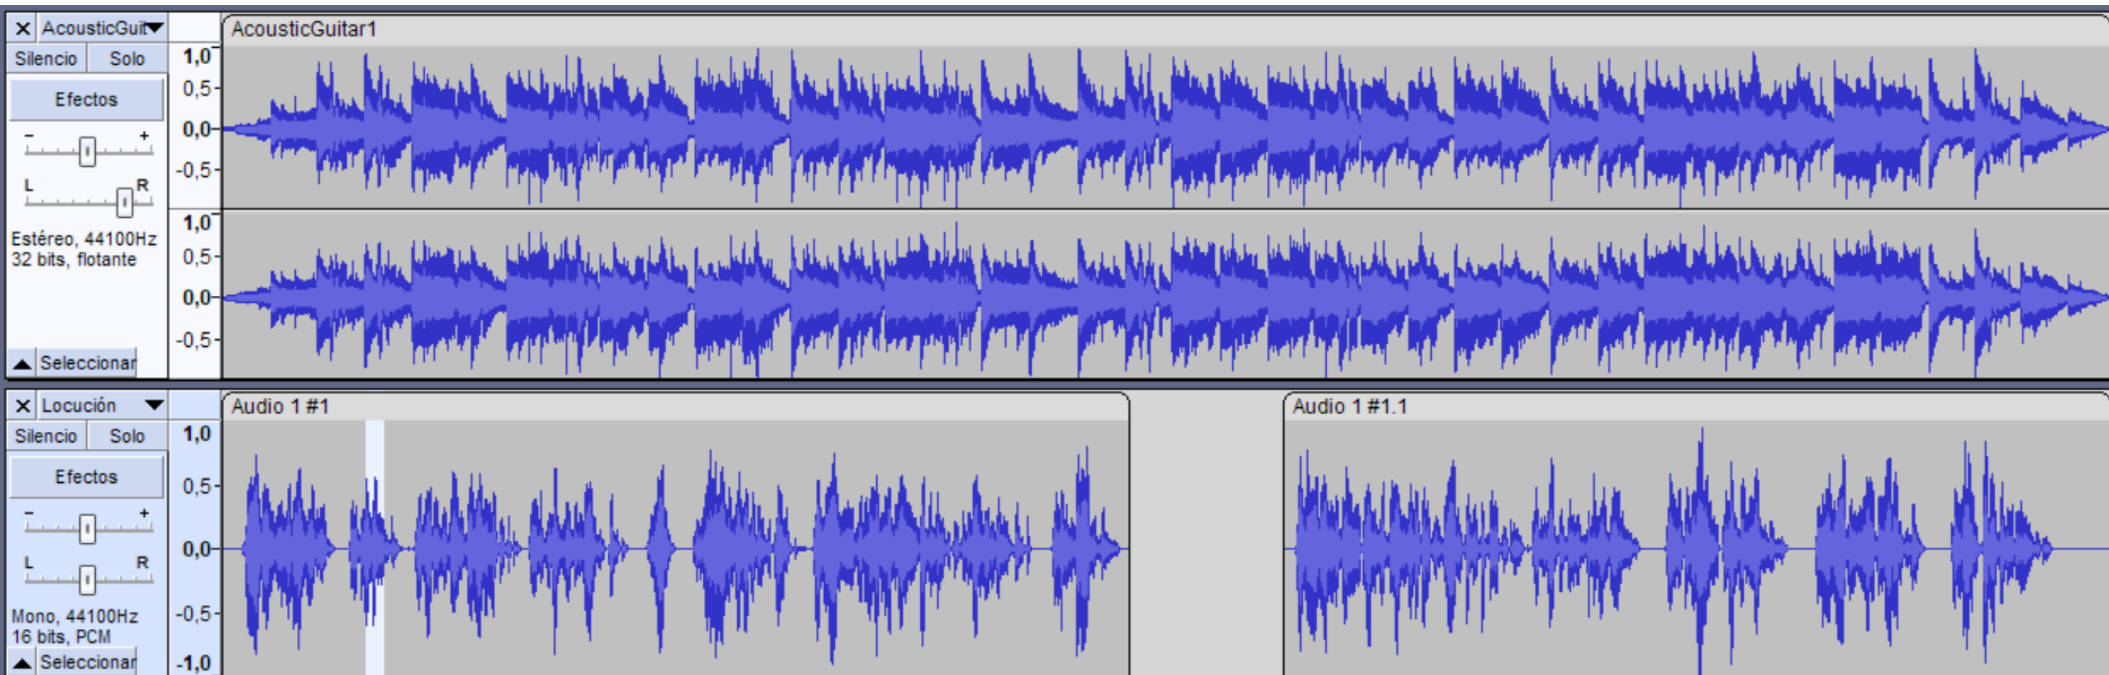 AcousticGuit
AcousticGuitar1
Silencio Solo
Efectos
- +
L R
Estéreo, 44100Hz
32 bits, flotante
Seleccionar
1,0
0,5
0,0
-0,5
1,0
0,5
0,0
-0,5
Locución
Audio 1 #1
Audio 1 #1.1
Silencio Solo
Efectos
- +
L R
Mono, 44100Hz
16 bits, PCM
Seleccionar
1,0
0,5
0,0
-0,5
-1,0